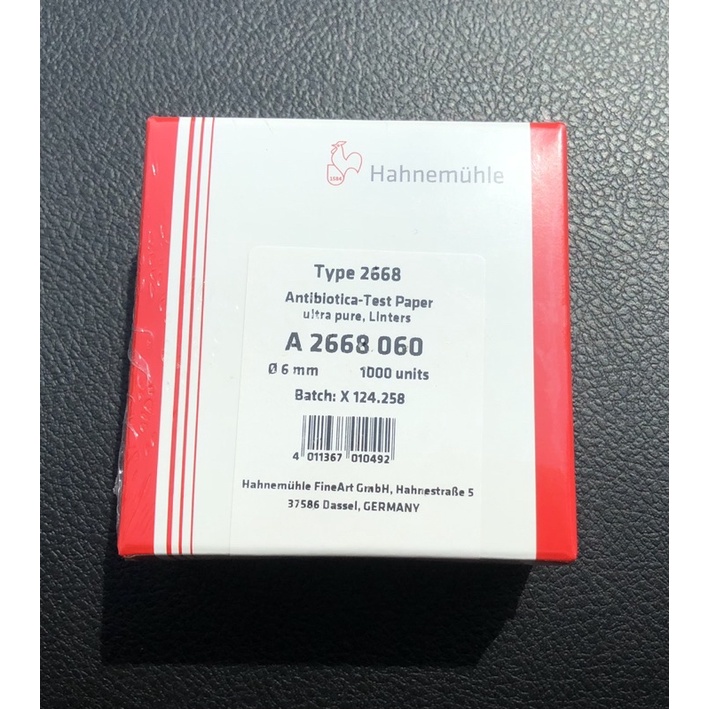 1584
Hahnemühle
Type 2668
Antibiotica-Test Paper
ultra pure, Linters
A 2668 060
Ø 6 mm 1000 units
Batch: X 124.258
4 011367 010492
Hahnemühle FineArt GmbH, Hahnestraße 5
37586 Dassel, GERMANY